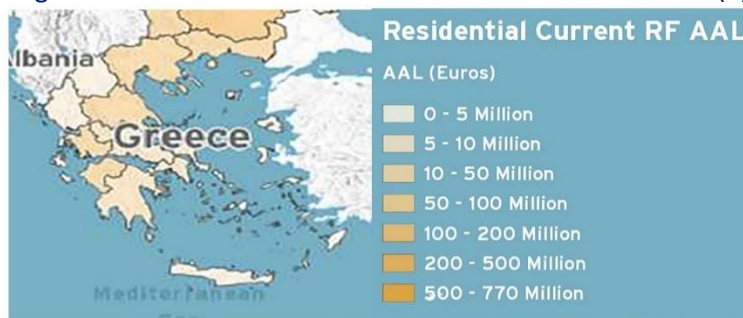 lbania
Greece
Mediterranean
Residential Current RF AAL
AAL (Euros)
0 - 5 Million
5 - 10 Million
10 - 50 Million
50 - 100 Million
100 - 200 Million
200 - 500 Million
500 - 770 Million